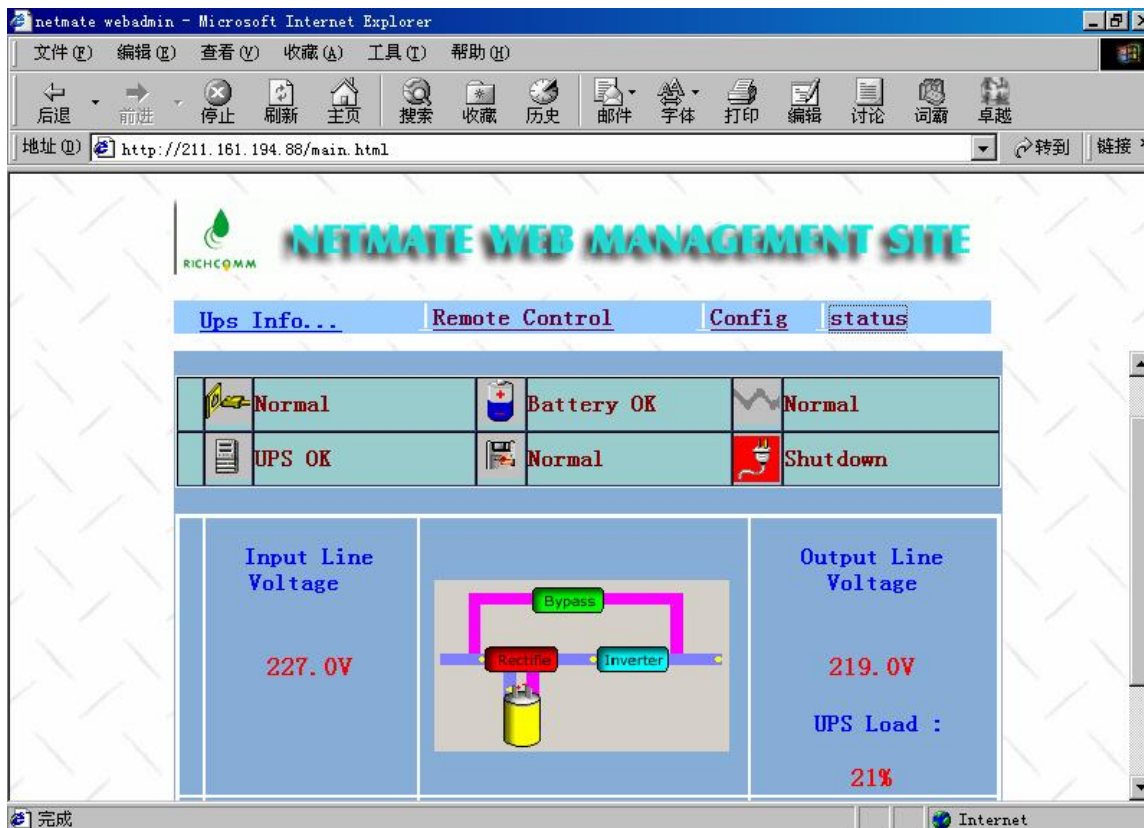 netmate webadmin - Microsoft Internet Explorer
文件(F) 编辑(E) 查看(V) 收藏(A) 工具(T) 帮助(H)
后退 前进 停止 刷新 主页 搜索 收藏 历史 邮件 字体 打印 编辑 讨论 词霸 卓越
地址(D) http://211.161.194.88/main.html 转到 链接 »
RICHCOMM NETMATE WEB MANAGEMENT SITE
Ups Info... Remote Control Config status
Normal Battery OK Normal
UPS OK Normal Shutdown
Input Line
Voltage
227.0V
Bypass
Rectifie Inverter
Output Line
Voltage
219.0V
UPS Load :
21%
完成 Internet